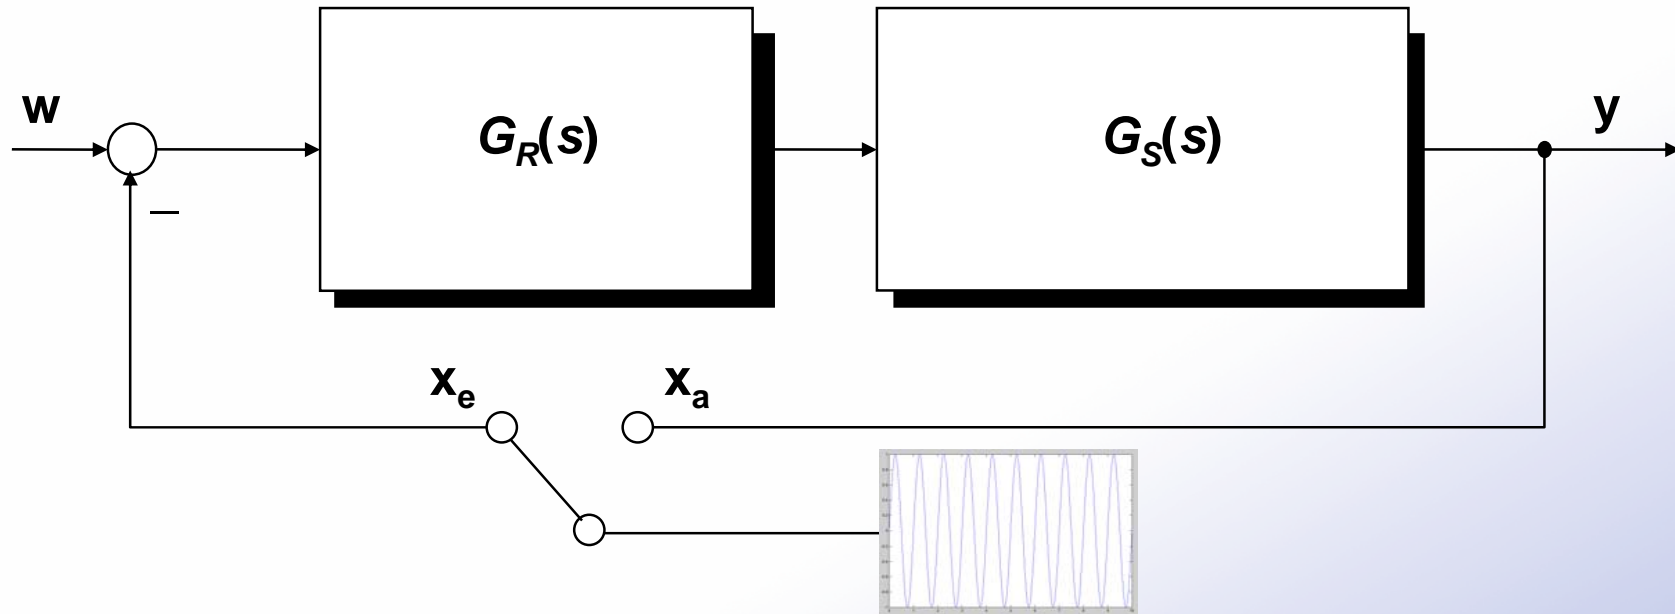 w
G_R(s)
G_S(s)
y
–
x_e
x_a